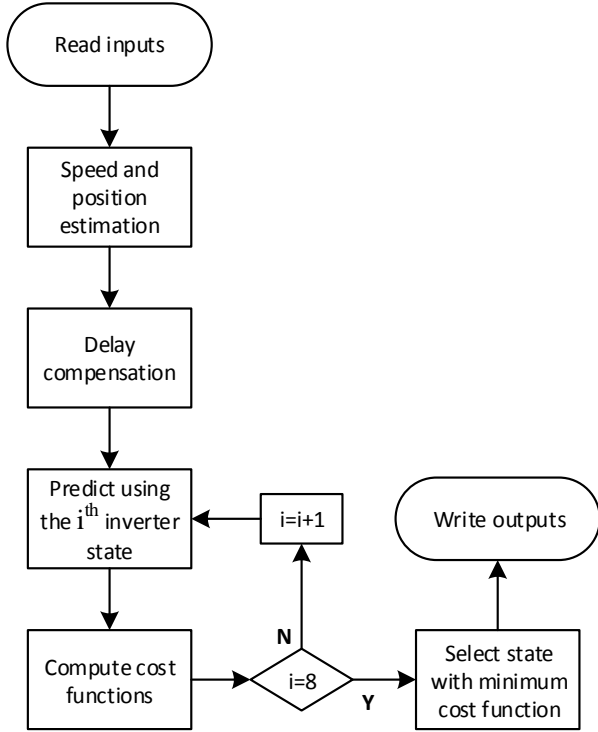 Read inputs
Speed and
position
estimation
Delay
compensation
Predict using
the iᵗʰ inverter
state
i=i+1
Write outputs
Compute cost
functions
N
i=8
Y
Select state
with minimum
cost function